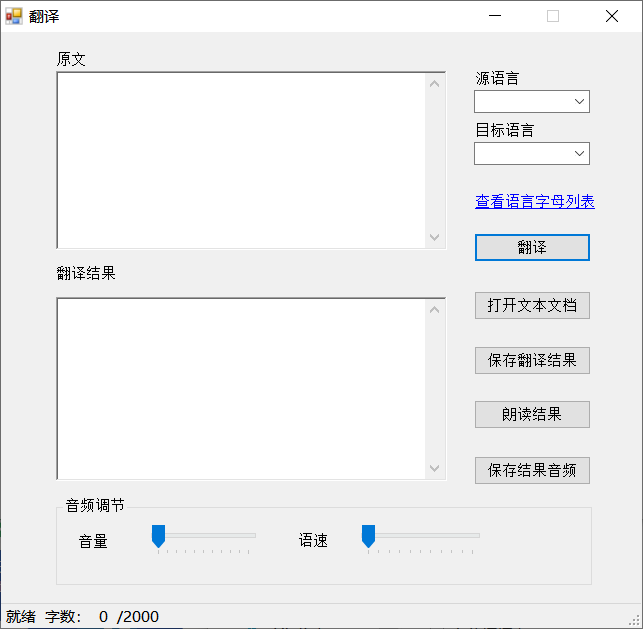 翻译
原文
源语言
目标语言
查看语言字母列表
翻译
翻译结果
打开文本文档
保存翻译结果
朗读结果
保存结果音频
音频调节
音量
语速
就绪 字数： 0 /2000